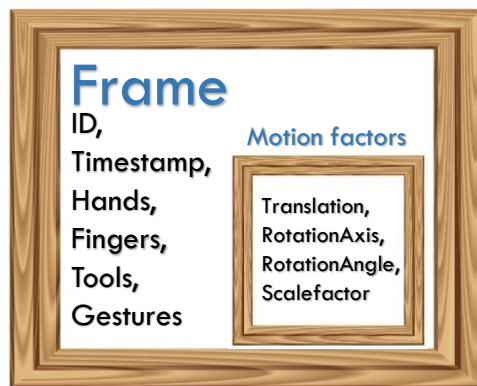 Frame
ID,
Timestamp,
Hands,
Fingers,
Tools,
Gestures
Motion factors
Translation,
RotationAxis,
RotationAngle,
Scalefactor